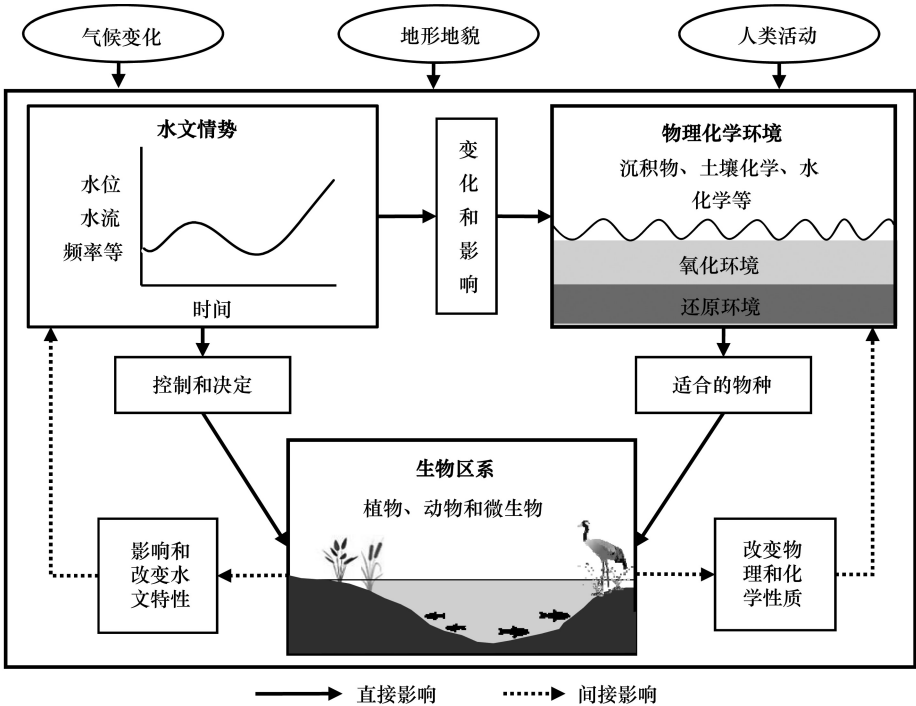 气候变化
地形地貌
人类活动
水文情势
水位
水流
频率等
时间
变
化
和
影
响
物理化学环境
沉积物、土壤化学、水
化学等
氧化环境
还原环境
控制和决定
适合的物种
生物区系
植物、动物和微生物
影响和
改变水
文特性
改变物
理和化
学性质
直接影响
间接影响